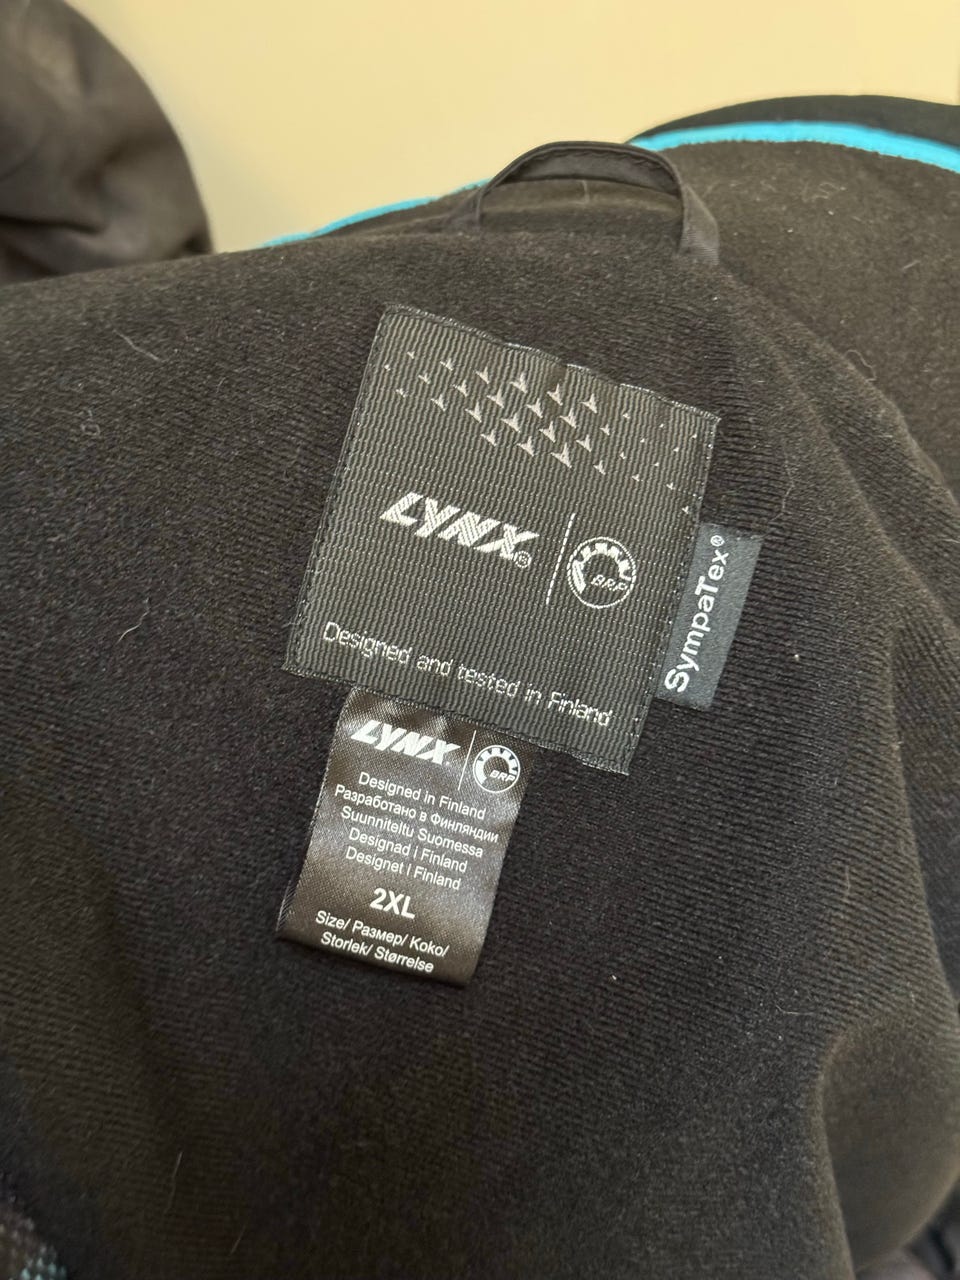 LYNX® BRP
Designed and tested in Finland
SympaTex®
LYNX BRP
Designed in Finland
Разработано в Финляндии
Suunniteltu Suomessa
Designad i Finland
Designet i Finland
2XL
Size/ Размер/ Koko/
Storlek/ Størrelse